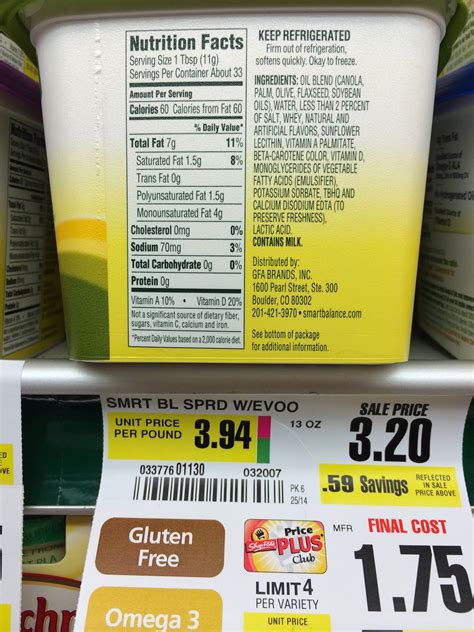 Nutrition Facts
Serving Size 1 Tbsp (11g)
Servings Per Container About 33
Amount Per Serving
Calories 60 Calories from Fat 60
% Daily Value*
Total Fat 7g 11%
Saturated Fat 1.5g 8%
Trans Fat 0g
Polyunsaturated Fat 1.5g
Monounsaturated Fat 4g
Cholesterol 0mg 0%
Sodium 70mg 3%
Total Carbohydrate 0g 0%
Protein 0g
Vitamin A 10% • Vitamin D 20%
Not a significant source of dietary fiber,
sugars, vitamin C, calcium and iron.
*Percent Daily Values based on a 2,000 calorie diet.
KEEP REFRIGERATED
Firm out of refrigeration,
softens quickly. Okay to freeze.
INGREDIENTS: OIL BLEND (CANOLA,
PALM, OLIVE, FLAXSEED, SOYBEAN
OILS), WATER, LESS THAN 2 PERCENT
OF SALT, WHEY, NATURAL AND
ARTIFICIAL FLAVORS, SUNFLOWER
LECITHIN, VITAMIN A PALMITATE,
BETA-CAROTENE COLOR, VITAMIN D,
MONOGLYCERIDES OF VEGETABLE
FATTY ACIDS (EMULSIFIER),
POTASSIUM SORBATE, TBHQ AND
CALCIUM DISODIUM EDTA (TO
PRESERVE FRESHNESS),
LACTIC ACID.
CONTAINS MILK.
Distributed by:
GFA BRANDS, INC.
1600 Pearl Street, Ste. 300
Boulder, CO 80302
201-421-3970 • smartbalance.com
See bottom of package
for additional information.
SMRT BL SPRD W/EVOO
UNIT PRICE
PER POUND 3.94
13 OZ
SALE PRICE
3.20
.59 Savings
REFLECTED
IN SALE
PRICE ABOVE
033776 01130 032007
PK 6
25/14
Gluten
Free
Omega 3
Price
PLUS
Club
ShopRite
LIMIT 4
PER VARIETY
UNIT PRICE
MFR
FINAL COST
1.75